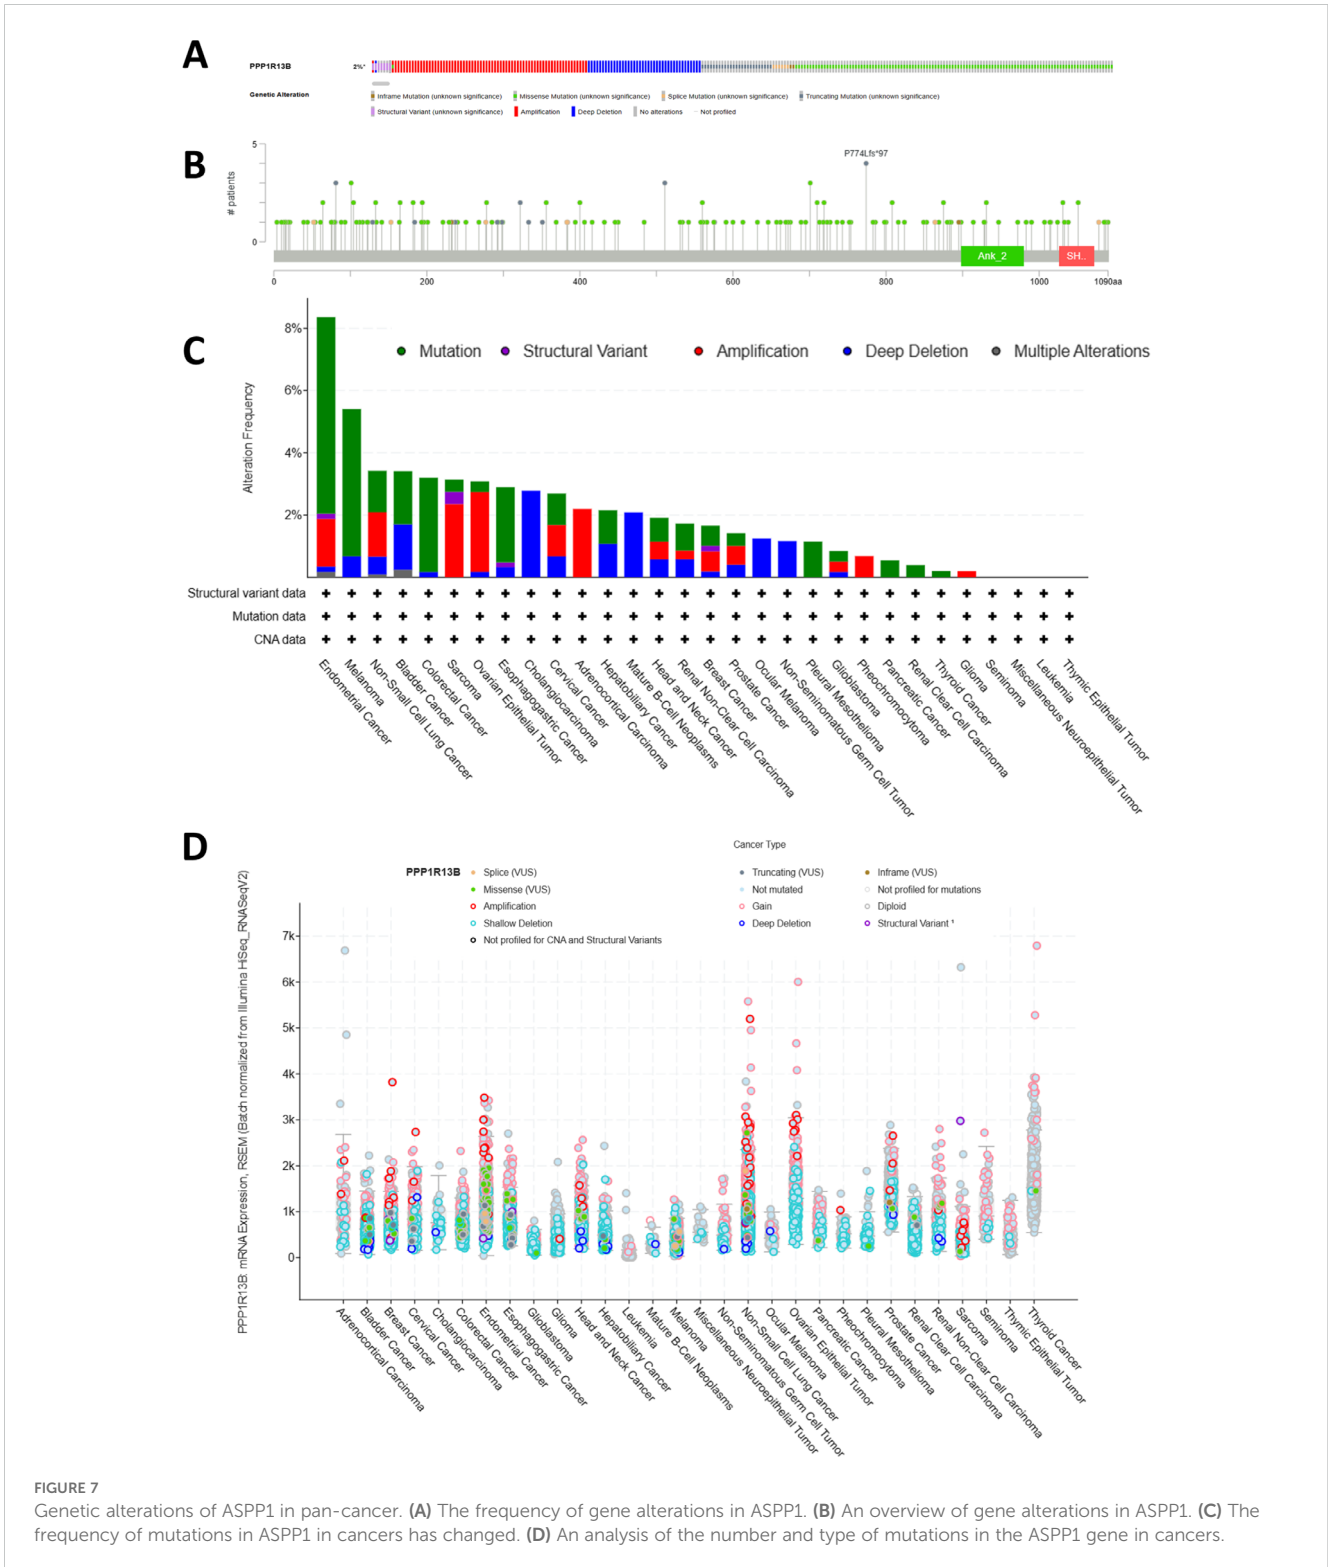 A
PPP1R13B 2%*
Genetic Alteration Inframe Mutation (unknown significance) Missense Mutation (unknown significance) Splice Mutation (unknown significance) Truncating Mutation (unknown significance)
Structural Variant (unknown significance) Amplification Deep Deletion No alterations Not profiled
B
# patients
5
0
P774Lfs*97
Ank_2 SH..
0 200 400 600 800 1000 1090aa
C
Alteration Frequency
8%
6%
4%
2%
Mutation Structural Variant Amplification Deep Deletion Multiple Alterations
Structural variant data
Mutation data
CNA data
Endometrial Cancer
Melanoma
Non-Small Cell Lung Cancer
Bladder Cancer
Colorectal Cancer
Sarcoma
Ovarian Epithelial Tumor
Esophagogastric Cancer
Cholangiocarcinoma
Cervical Cancer
Adrenocortical Carcinoma
Hepatobiliary Cancer
Mature B-Cell Neoplasms
Head and Neck Cancer
Renal Non-Clear Cell Carcinoma
Breast Cancer
Prostate Cancer
Ocular Melanoma
Non-Seminomatous Germ Cell Tumor
Pleural Mesothelioma
Glioblastoma
Pheochromocytoma
Pancreatic Cancer
Renal Clear Cell Carcinoma
Thyroid Cancer
Glioma
Seminoma
Miscellaneous Neuroepithelial Tumor
Leukemia
Thymic Epithelial Tumor
D
Cancer Type
PPP1R13B Splice (VUS) Truncating (VUS) Inframe (VUS)
Missense (VUS) Not mutated Not profiled for mutations
Amplification Gain Diploid
Shallow Deletion Deep Deletion Structural Variant ¹
Not profiled for CNA and Structural Variants
PPP1R13B: mRNA Expression, RSEM (Batch normalized from Illumina HiSeq_RNASeqV2)
7k
6k
5k
4k
3k
2k
1k
0
Adrenocortical Carcinoma
Bladder Cancer
Breast Cancer
Cervical Cancer
Cholangiocarcinoma
Colorectal Cancer
Endometrial Cancer
Esophagogastric Cancer
Glioblastoma
Glioma
Head and Neck Cancer
Hepatobiliary Cancer
Leukemia
Mature B-Cell Neoplasms
Melanoma
Miscellaneous Neuroepithelial Tumor
Non-Seminomatous Germ Cell Tumor
Non-Small Cell Lung Cancer
Ocular Melanoma
Ovarian Epithelial Tumor
Pancreatic Cancer
Pheochromocytoma
Pleural Mesothelioma
Prostate Cancer
Renal Clear Cell Carcinoma
Renal Non-Clear Cell Carcinoma
Sarcoma
Seminoma
Thymic Epithelial Tumor
Thyroid Cancer
FIGURE 7
Genetic alterations of ASPP1 in pan-cancer. (A) The frequency of gene alterations in ASPP1. (B) An overview of gene alterations in ASPP1. (C) The
frequency of mutations in ASPP1 in cancers has changed. (D) An analysis of the number and type of mutations in the ASPP1 gene in cancers.